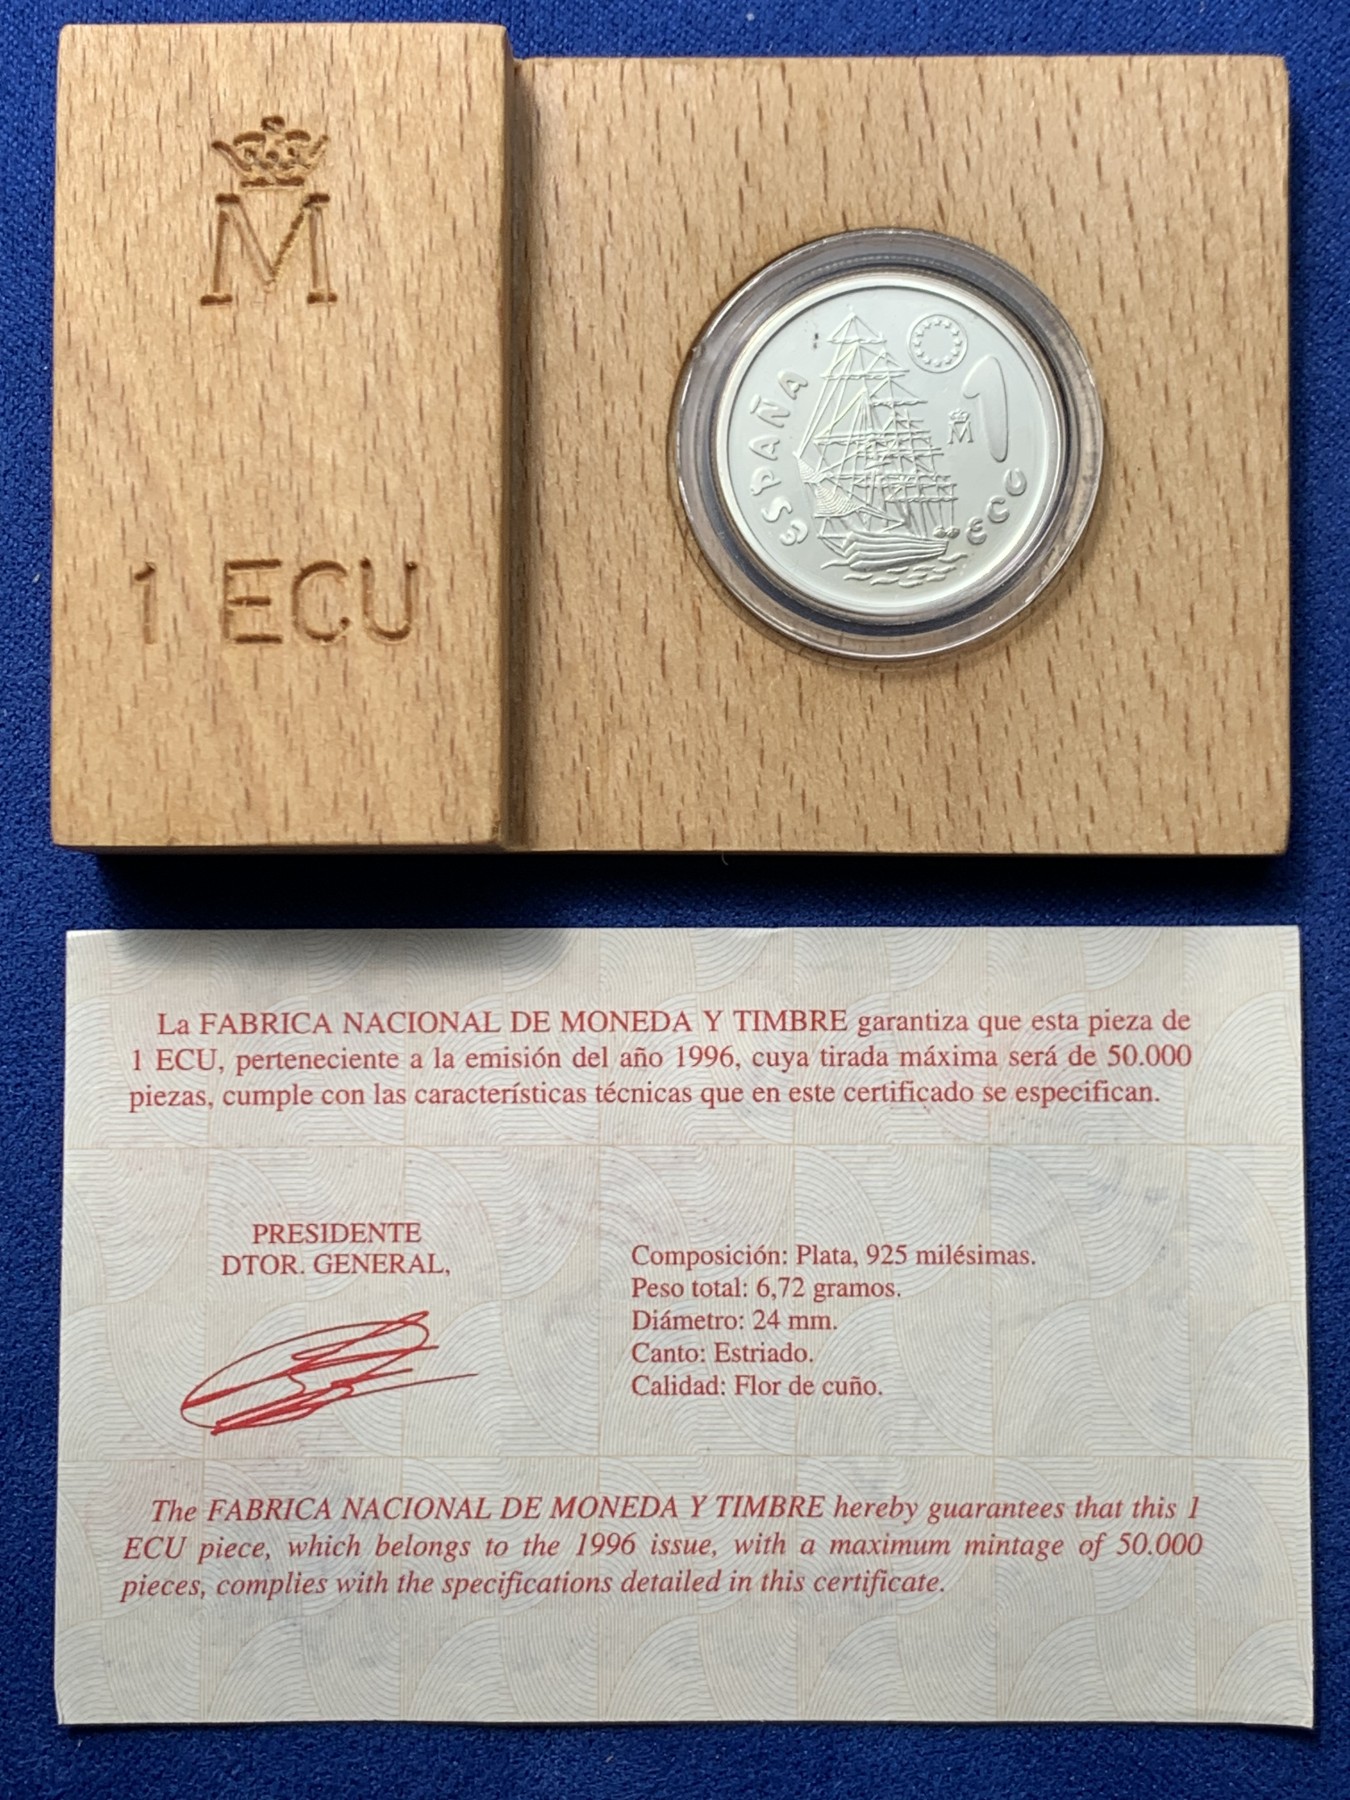 M
1 ECU
ESPAÑA
M
1
ECU
La FABRICA NACIONAL DE MONEDA Y TIMBRE garantiza que esta pieza de
1 ECU, perteneciente a la emisión del año 1996, cuya tirada máxima será de 50.000
piezas, cumple con las características técnicas que en este certificado se especifican.
PRESIDENTE
DTOR. GENERAL,
Composición: Plata, 925 milésimas.
Peso total: 6,72 gramos.
Diámetro: 24 mm.
Canto: Estriado.
Calidad: Flor de cuño.
The FABRICA NACIONAL DE MONEDA Y TIMBRE hereby guarantees that this 1
ECU piece, which belongs to the 1996 issue, with a maximum mintage of 50.000
pieces, complies with the specifications detailed in this certificate.